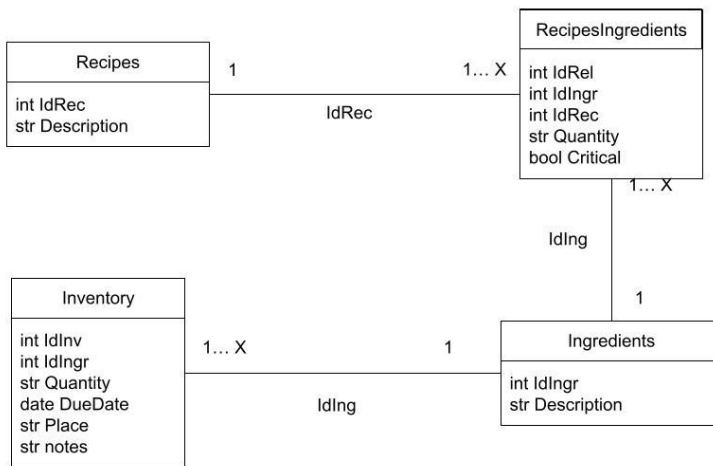 Recipes
int IdRec
str Description
1
1... X
IdRec
RecipesIngredients
int IdRel
int IdIngr
int IdRec
str Quantity
bool Critical
1... X
IdIng
1
Inventory
int IdInv
int IdIngr
str Quantity
date DueDate
str Place
str notes
1... X
1
IdIng
Ingredients
int IdIngr
str Description